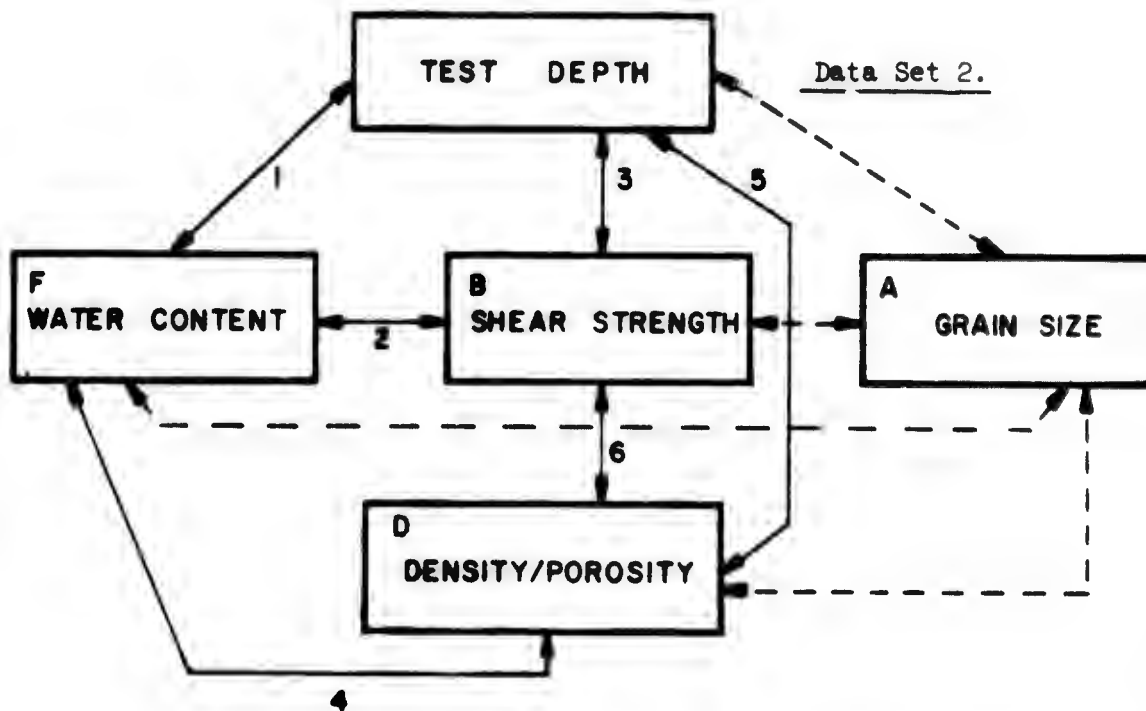 TEST DEPTH
Data Set 2.
1
3
5
F
WATER CONTENT
2
B
SHEAR STRENGTH
A
GRAIN SIZE
6
D
DENSITY/POROSITY
4